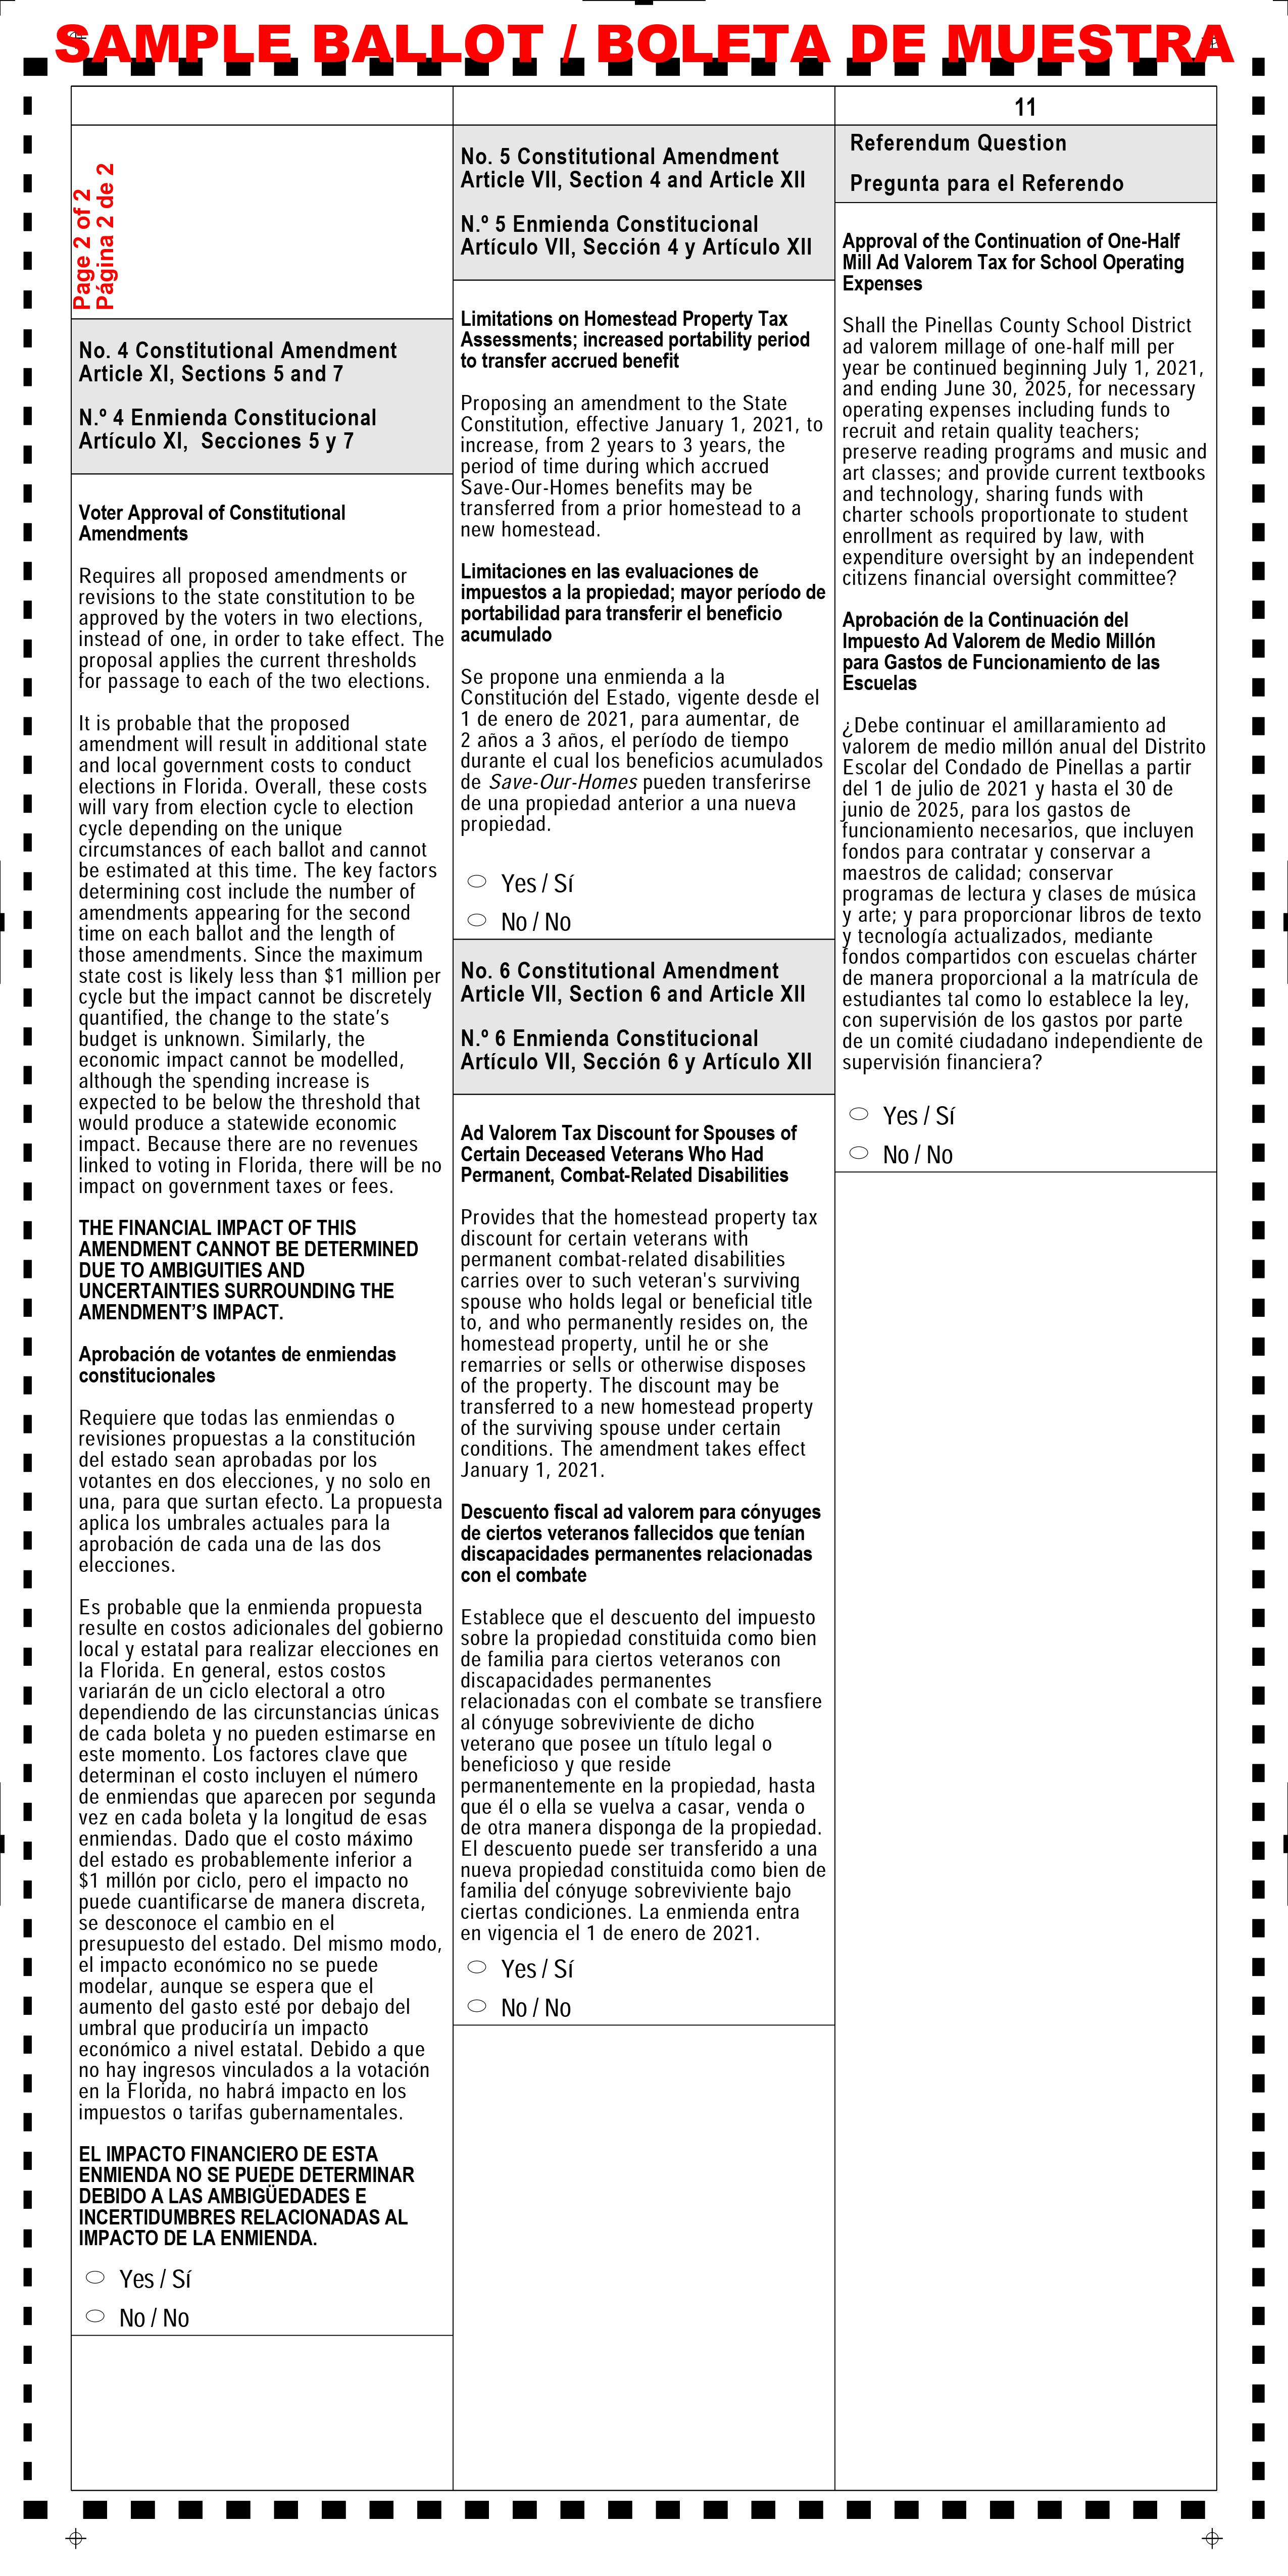 SAMPLE BALLOT / BOLETA DE MUESTRA
11
Page 2 of 2
Página 2 de 2
No. 4 Constitutional Amendment
Article XI, Sections 5 and 7
N.º 4 Enmienda Constitucional
Artículo XI, Secciones 5 y 7
Voter Approval of Constitutional
Amendments
Requires all proposed amendments or
revisions to the state constitution to be
approved by the voters in two elections,
instead of one, in order to take effect. The
proposal applies the current thresholds
for passage to each of the two elections.
It is probable that the proposed
amendment will result in additional state
and local government costs to conduct
elections in Florida. Overall, these costs
will vary from election cycle to election
cycle depending on the unique
circumstances of each ballot and cannot
be estimated at this time. The key factors
determining cost include the number of
amendments appearing for the second
time on each ballot and the length of
those amendments. Since the maximum
state cost is likely less than $1 million per
cycle but the impact cannot be discretely
quantified, the change to the state’s
budget is unknown. Similarly, the
economic impact cannot be modelled,
although the spending increase is
expected to be below the threshold that
would produce a statewide economic
impact. Because there are no revenues
linked to voting in Florida, there will be no
impact on government taxes or fees.
THE FINANCIAL IMPACT OF THIS
AMENDMENT CANNOT BE DETERMINED
DUE TO AMBIGUITIES AND
UNCERTAINTIES SURROUNDING THE
AMENDMENT’S IMPACT.
Aprobación de votantes de enmiendas
constitucionales
Requiere que todas las enmiendas o
revisiones propuestas a la constitución
del estado sean aprobadas por los
votantes en dos elecciones, y no solo en
una, para que surtan efecto. La propuesta
aplica los umbrales actuales para la
aprobación de cada una de las dos
elecciones.
Es probable que la enmienda propuesta
resulte en costos adicionales del gobierno
local y estatal para realizar elecciones en
la Florida. En general, estos costos
variarán de un ciclo electoral a otro
dependiendo de las circunstancias únicas
de cada boleta y no pueden estimarse en
este momento. Los factores clave que
determinan el costo incluyen el número
de enmiendas que aparecen por segunda
vez en cada boleta y la longitud de esas
enmiendas. Dado que el costo máximo
del estado es probablemente inferior a
$1 millón por ciclo, pero el impacto no
puede cuantificarse de manera discreta,
se desconoce el cambio en el
presupuesto del estado. Del mismo modo,
el impacto económico no se puede
modelar, aunque se espera que el
aumento del gasto esté por debajo del
umbral que produciría un impacto
económico a nivel estatal. Debido a que
no hay ingresos vinculados a la votación
en la Florida, no habrá impacto en los
impuestos o tarifas gubernamentales.
EL IMPACTO FINANCIERO DE ESTA
ENMIENDA NO SE PUEDE DETERMINAR
DEBIDO A LAS AMBIGÜEDADES E
INCERTIDUMBRES RELACIONADAS AL
IMPACTO DE LA ENMIENDA.
Yes / Sí
No / No
No. 5 Constitutional Amendment
Article VII, Section 4 and Article XII
N.º 5 Enmienda Constitucional
Artículo VII, Sección 4 y Artículo XII
Limitations on Homestead Property Tax
Assessments; increased portability period
to transfer accrued benefit
Proposing an amendment to the State
Constitution, effective January 1, 2021, to
increase, from 2 years to 3 years, the
period of time during which accrued
Save-Our-Homes benefits may be
transferred from a prior homestead to a
new homestead.
Limitaciones en las evaluaciones de
impuestos a la propiedad; mayor período de
portabilidad para transferir el beneficio
acumulado
Se propone una enmienda a la
Constitución del Estado, vigente desde el
1 de enero de 2021, para aumentar, de
2 años a 3 años, el período de tiempo
durante el cual los beneficios acumulados
de Save-Our-Homes pueden transferirse
de una propiedad anterior a una nueva
propiedad.
Yes / Sí
No / No
No. 6 Constitutional Amendment
Article VII, Section 6 and Article XII
N.º 6 Enmienda Constitucional
Artículo VII, Sección 6 y Artículo XII
Ad Valorem Tax Discount for Spouses of
Certain Deceased Veterans Who Had
Permanent, Combat-Related Disabilities
Provides that the homestead property tax
discount for certain veterans with
permanent combat-related disabilities
carries over to such veteran's surviving
spouse who holds legal or beneficial title
to, and who permanently resides on, the
homestead property, until he or she
remarries or sells or otherwise disposes
of the property. The discount may be
transferred to a new homestead property
of the surviving spouse under certain
conditions. The amendment takes effect
January 1, 2021.
Descuento fiscal ad valorem para cónyuges
de ciertos veteranos fallecidos que tenían
discapacidades permanentes relacionadas
con el combate
Establece que el descuento del impuesto
sobre la propiedad constituida como bien
de familia para ciertos veteranos con
discapacidades permanentes
relacionadas con el combate se transfiere
al cónyuge sobreviviente de dicho
veterano que posee un título legal o
beneficioso y que reside
permanentemente en la propiedad, hasta
que él o ella se vuelva a casar, venda o
de otra manera disponga de la propiedad.
El descuento puede ser transferido a una
nueva propiedad constituida como bien de
familia del cónyuge sobreviviente bajo
ciertas condiciones. La enmienda entra
en vigencia el 1 de enero de 2021.
Yes / Sí
No / No
Referendum Question
Pregunta para el Referendo
Approval of the Continuation of One-Half
Mill Ad Valorem Tax for School Operating
Expenses
Shall the Pinellas County School District
ad valorem millage of one-half mill per
year be continued beginning July 1, 2021,
and ending June 30, 2025, for necessary
operating expenses including funds to
recruit and retain quality teachers;
preserve reading programs and music and
art classes; and provide current textbooks
and technology, sharing funds with
charter schools proportionate to student
enrollment as required by law, with
expenditure oversight by an independent
citizens financial oversight committee?
Aprobación de la Continuación del
Impuesto Ad Valorem de Medio Millón
para Gastos de Funcionamiento de las
Escuelas
¿Debe continuar el amillaramiento ad
valorem de medio millón anual del Distrito
Escolar del Condado de Pinellas a partir
del 1 de julio de 2021 y hasta el 30 de
junio de 2025, para los gastos de
funcionamiento necesarios, que incluyen
fondos para contratar y conservar a
maestros de calidad; conservar
programas de lectura y clases de música
y arte; y para proporcionar libros de texto
y tecnología actualizados, mediante
fondos compartidos con escuelas chárter
de manera proporcional a la matrícula de
estudiantes tal como lo establece la ley,
con supervisión de los gastos por parte
de un comité ciudadano independiente de
supervisión financiera?
Yes / Sí
No / No